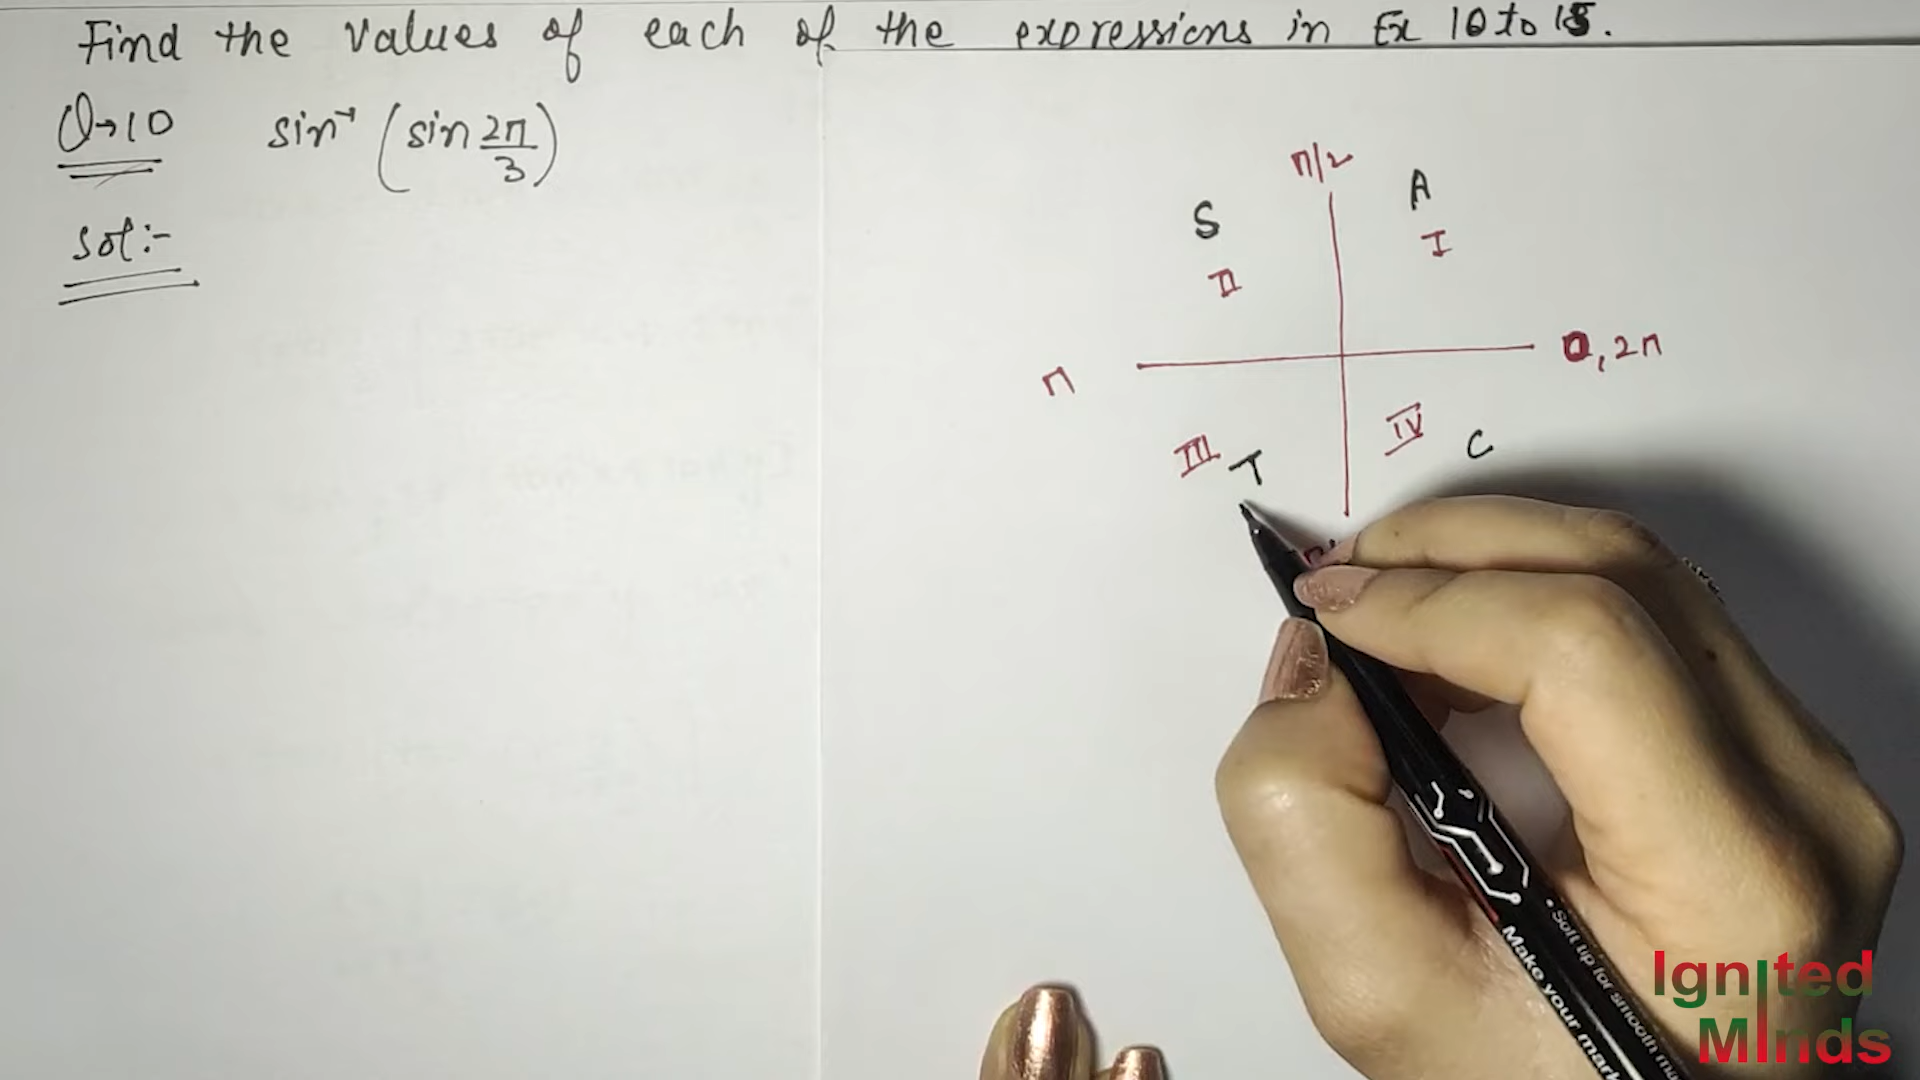 Find the values of each of the expressions in Ex 10 to 15.
Q→10 sin⁻¹ (sin 2π/3)
Sol:-
π/2
S A
II I
π 0, 2π
III T IV C
• Soft tip for smooth
Make your mark
Ignited
Minds